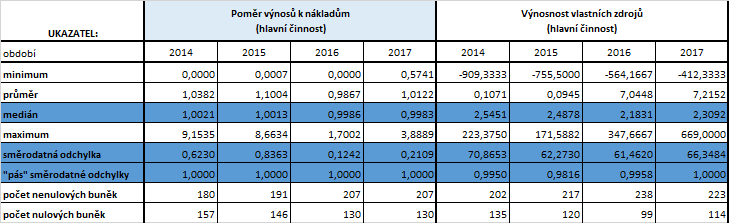 UKAZATEL: Poměr výnosů k nákladům (hlavní činnost) Výnosnost vlastních zdrojů (hlavní činnost)
období 2014 2015 2016 2017 2014 2015 2016 2017
minimum 0,0000 0,0007 0,0000 0,5741 -909,3333 -755,5000 -564,1667 -412,3333
průměr 1,0382 1,1004 0,9867 1,0122 0,1071 0,0945 7,0448 7,2152
medián 1,0021 1,0013 0,9986 0,9983 2,5451 2,4878 2,1831 2,3092
maximum 9,1535 8,6634 1,7002 3,8889 223,3750 171,5882 347,6667 669,0000
směrodatná odchylka 0,6230 0,8363 0,1242 0,2109 70,8653 62,2730 61,4620 66,3484
"pás" směrodatné odchylky 1,0000 1,0000 1,0000 1,0000 0,9950 0,9816 0,9958 1,0000
počet nenulových buněk 180 191 207 207 202 217 238 223
počet nulových buněk 157 146 130 130 135 120 99 114